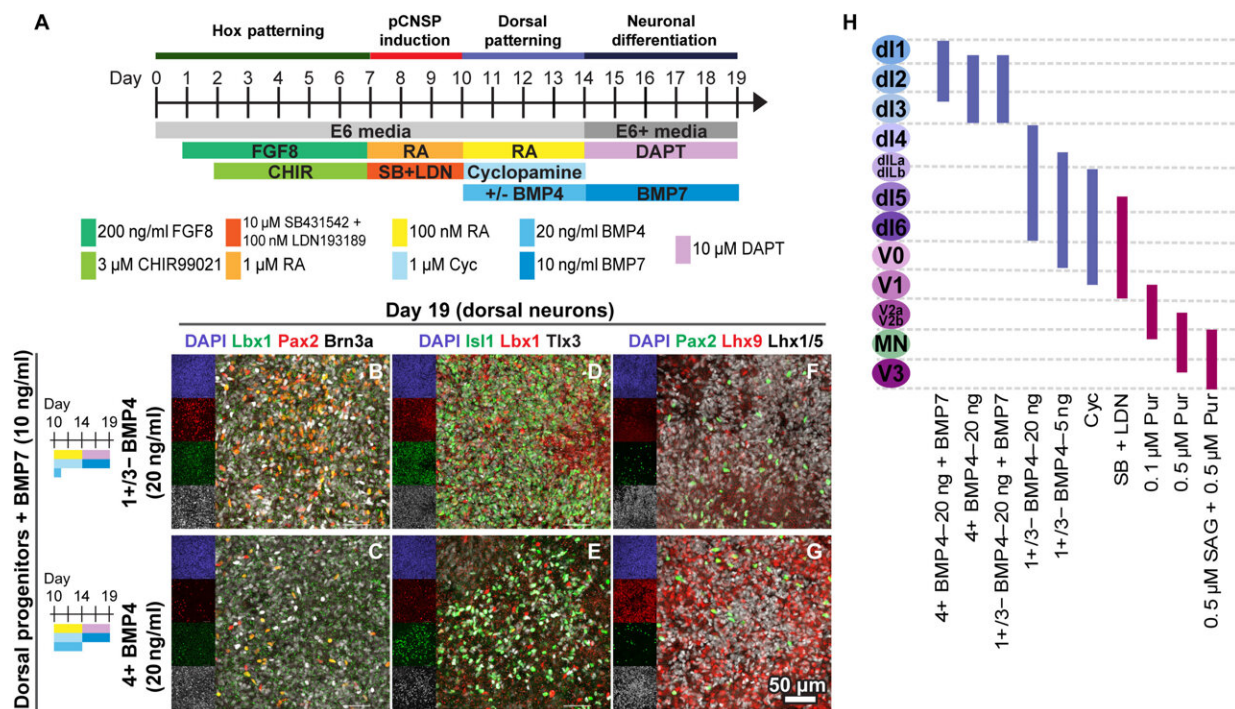 A
Hox patterning
pCNSP
induction
Dorsal
patterning
Neuronal
differentiation
Day
0 1 2 3 4 5 6 7 8 9 10 11 12 13 14 15 16 17 18 19
E6 media
E6+ media
FGF8
RA
RA
DAPT
CHIR
SB+LDN
Cyclopamine
+/- BMP4
BMP7
200 ng/ml FGF8
10 µM SB431542 +
100 nM LDN193189
100 nM RA
20 ng/ml BMP4
10 µM DAPT
3 µM CHIR99021
1 µM RA
1 µM Cyc
10 ng/ml BMP7
Day 19 (dorsal neurons)
DAPI Lbx1 Pax2 Brn3a
DAPI Isl1 Lbx1 Tlx3
DAPI Pax2 Lhx9 Lhx1/5
Dorsal progenitors + BMP7 (10 ng/ml)
Day
10 14 19
1+/3– BMP4
(20 ng/ml)
B
D
F
Day
10 14 19
4+ BMP4
(20 ng/ml)
C
E
G
50 µm
H
dI1
dI2
dI3
dI4
dILa
dILb
dI5
dI6
V0
V1
V2a
V2b
MN
V3
4+ BMP4–20 ng + BMP7
4+ BMP4–20 ng
1+/3– BMP4–20 ng + BMP7
1+/3– BMP4–20 ng
1+/3– BMP4–5 ng
Cyc
SB + LDN
0.1 µM Pur
0.5 µM Pur
0.5 µM SAG + 0.5 µM Pur